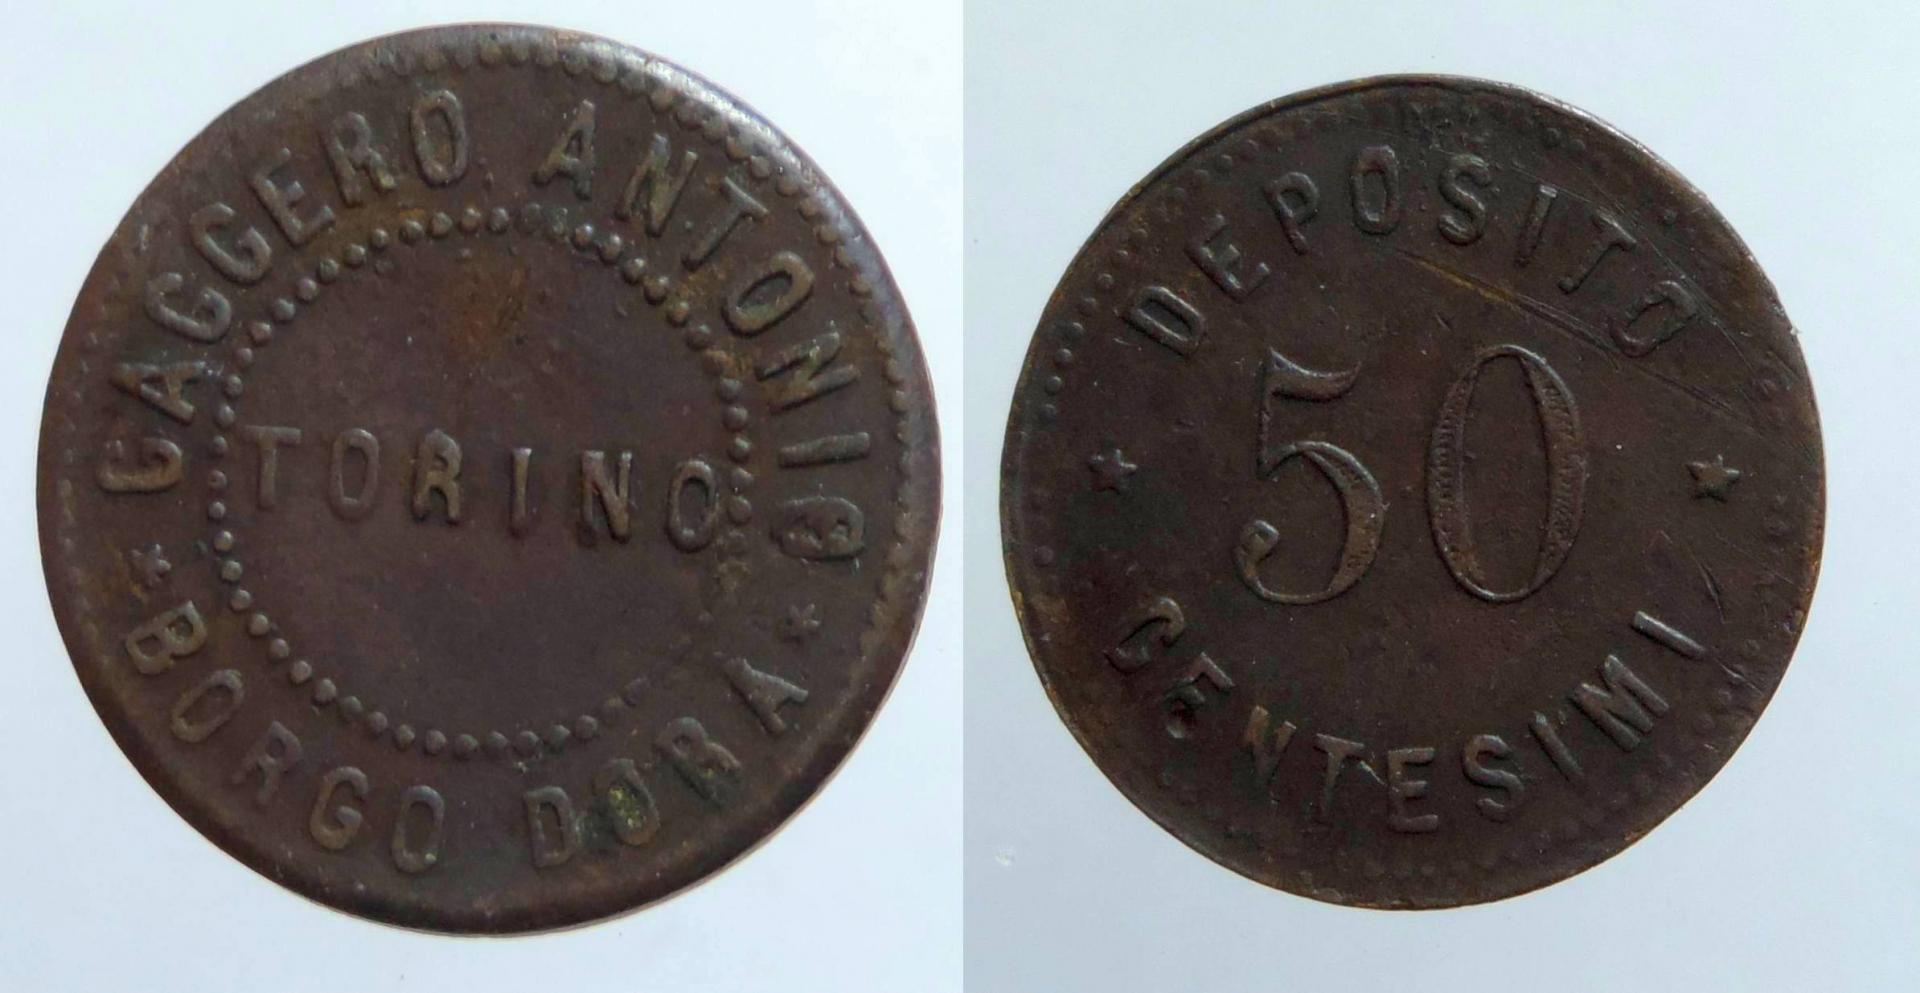 GAGGERO ANTONIO
TORINO
* BORGO DORA *
DEPOSITO
50
CENTESIMI